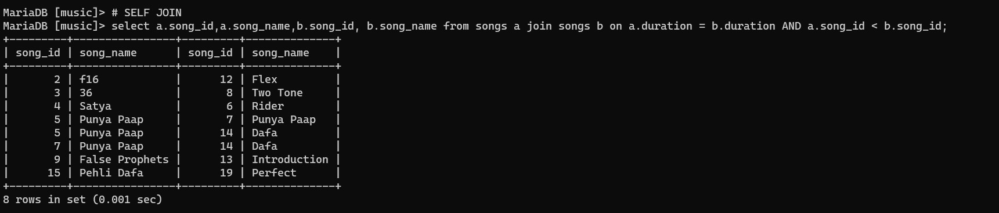 MariaDB [music]> # SELF JOIN
MariaDB [music]> select a.song_id,a.song_name,b.song_id, b.song_name from songs a join songs b on a.duration = b.duration AND a.song_id < b.song_id;
+---------+----------------+---------+--------------+
| song_id | song_name      | song_id | song_name    |
+---------+----------------+---------+--------------+
|       2 | f16            |      12 | Flex         |
|       3 | 36             |       8 | Two Tone     |
|       4 | Satya          |       6 | Rider        |
|       5 | Punya Paap     |       7 | Punya Paap   |
|       5 | Punya Paap     |      14 | Dafa         |
|       7 | Punya Paap     |      14 | Dafa         |
|       9 | False Prophets |      13 | Introduction |
|      15 | Pehli Dafa     |      19 | Perfect      |
+---------+----------------+---------+--------------+
8 rows in set (0.001 sec)